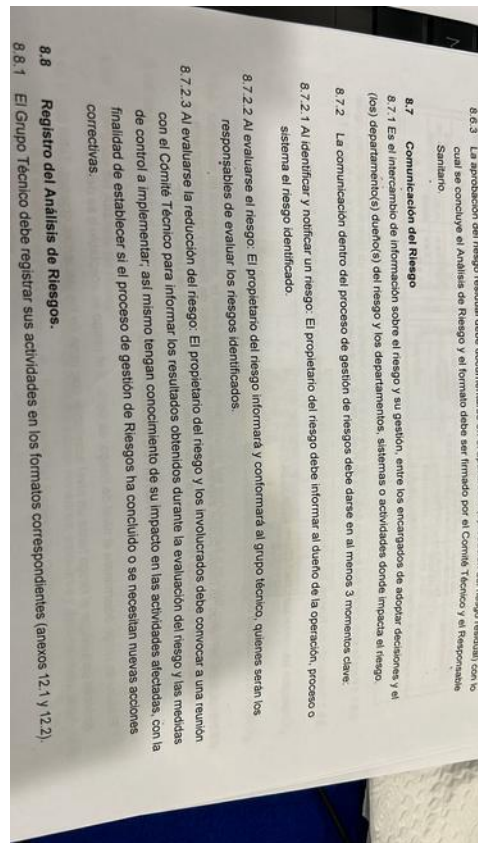 8.6.3 La aprobación del riesgo residual debe
cual se concluye el Análisis de Riesgo y el formato debe ser firmado por el Comité Técnico y el Responsable
Sanitario.
8.7 Comunicación del Riesgo
8.7.1 Es el intercambio de información sobre el riesgo y su gestión, entre los encargados de adoptar decisiones y el
(los) departamento(s) dueño(s) del riesgo y los departamentos, sistemas o actividades donde impacta el riesgo.
8.7.2 La comunicación dentro del proceso de gestión de riesgos debe darse en al menos 3 momentos clave:
8.7.2.1 Al identificar y notificar un riesgo: El propietario del riesgo debe informar al dueño de la operación, proceso o
sistema el riesgo identificado.
8.7.2.2 Al evaluarse el riesgo: El propietario del riesgo informará y conformará al grupo técnico, quienes serán los
responsables de evaluar los riesgos identificados.
8.7.2.3 Al evaluarse la reducción del riesgo: El propietario del riesgo y los involucrados debe convocar a una reunión
con el Comité Técnico para informar los resultados obtenidos durante la evaluación del riesgo y las medidas
de control a implementar; así mismo tengan conocimiento de su impacto en las actividades afectadas, con la
finalidad de establecer si el proceso de gestión de Riesgos ha concluido o se necesitan nuevas acciones
correctivas.
8.8 Registro del Análisis de Riesgos.
8.8.1 El Grupo Técnico debe registrar sus actividades en los formatos correspondientes (anexos 12.1 y 12.2).